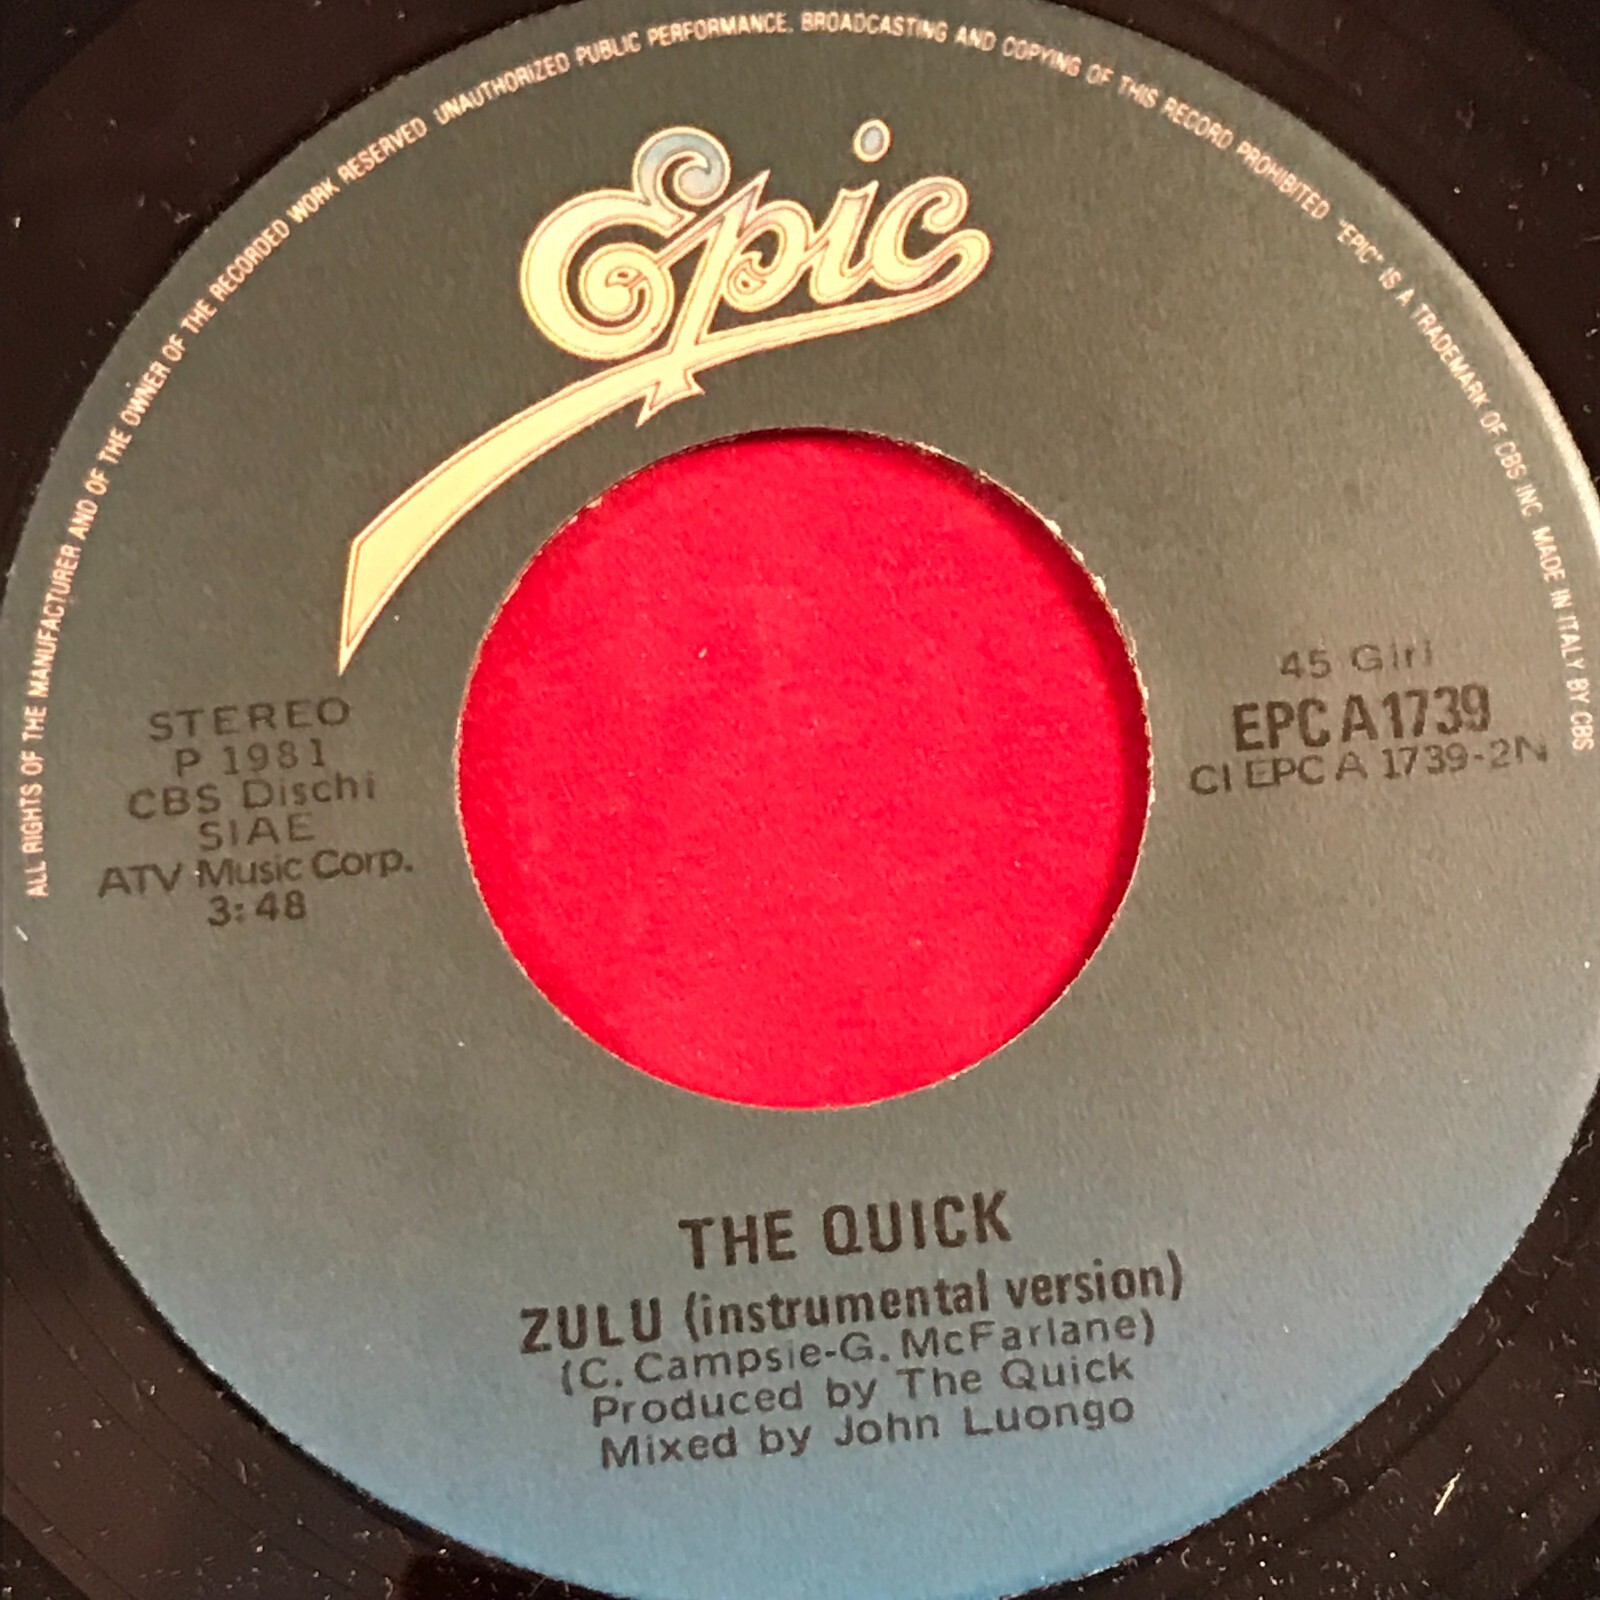 ALL RIGHTS OF THE MANUFACTURER AND OF THE OWNER OF THE RECORDED WORK RESERVED UNAUTHORIZED PUBLIC PERFORMANCE, BROADCASTING AND COPYING OF THIS RECORD PROHIBITED "EPIC" IS A TRADEMARK OF CBS INC MADE IN ITALY BY CBS
Epic
STEREO
P 1981
CBS Dischi
SIAE
ATV Music Corp.
3:48
45 Giri
EPC A 1739
CI EPC A 1739-2N
THE QUICK
ZULU (instrumental version)
(C. Campsie-G. McFarlane)
Produced by The Quick
Mixed by John Luongo